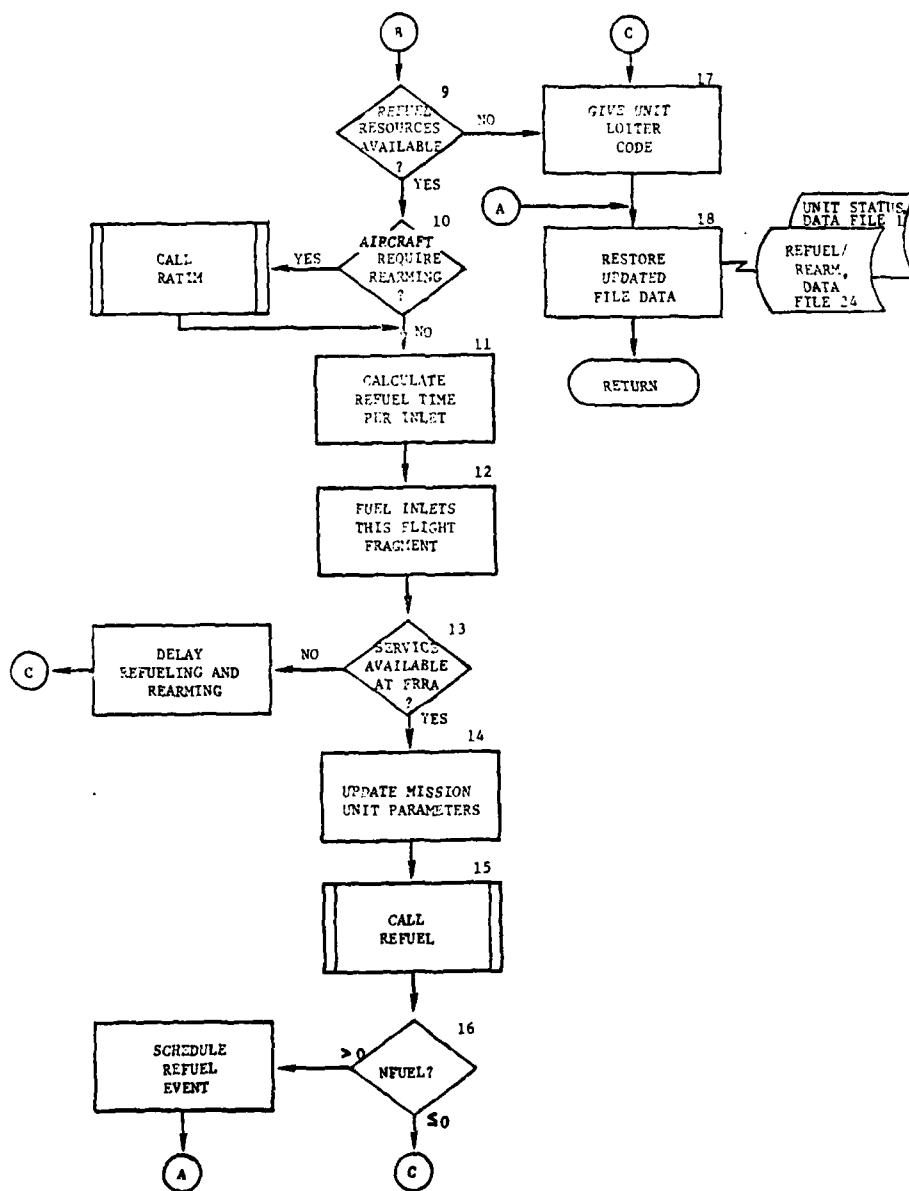 B
9
REFUEL
RESOURCES
AVAILABLE
?
NO
YES
C
17
GIVE UNIT
LOITER
CODE
A
18
RESTORE
UPDATED
FILE DATA
UNIT STATUS
DATA FILE 1
REFUEL/
REARM,
DATA
FILE 24
RETURN
10
AIRCRAFT
REQUIRE
REARMING
?
YES
CALL
RATIM
NO
11
CALCULATE
REFUEL TIME
PER INLET
12
FUEL INLETS
THIS FLIGHT
FRAGMENT
13
SERVICE
AVAILABLE
AT FRRA
?
NO
DELAY
REFUELING AND
REARMING
C
YES
14
UPDATE MISSION
UNIT PARAMETERS
15
CALL
REFUEL
16
NFUEL?
>0
SCHEDULE
REFUEL
EVENT
≤0
A
C